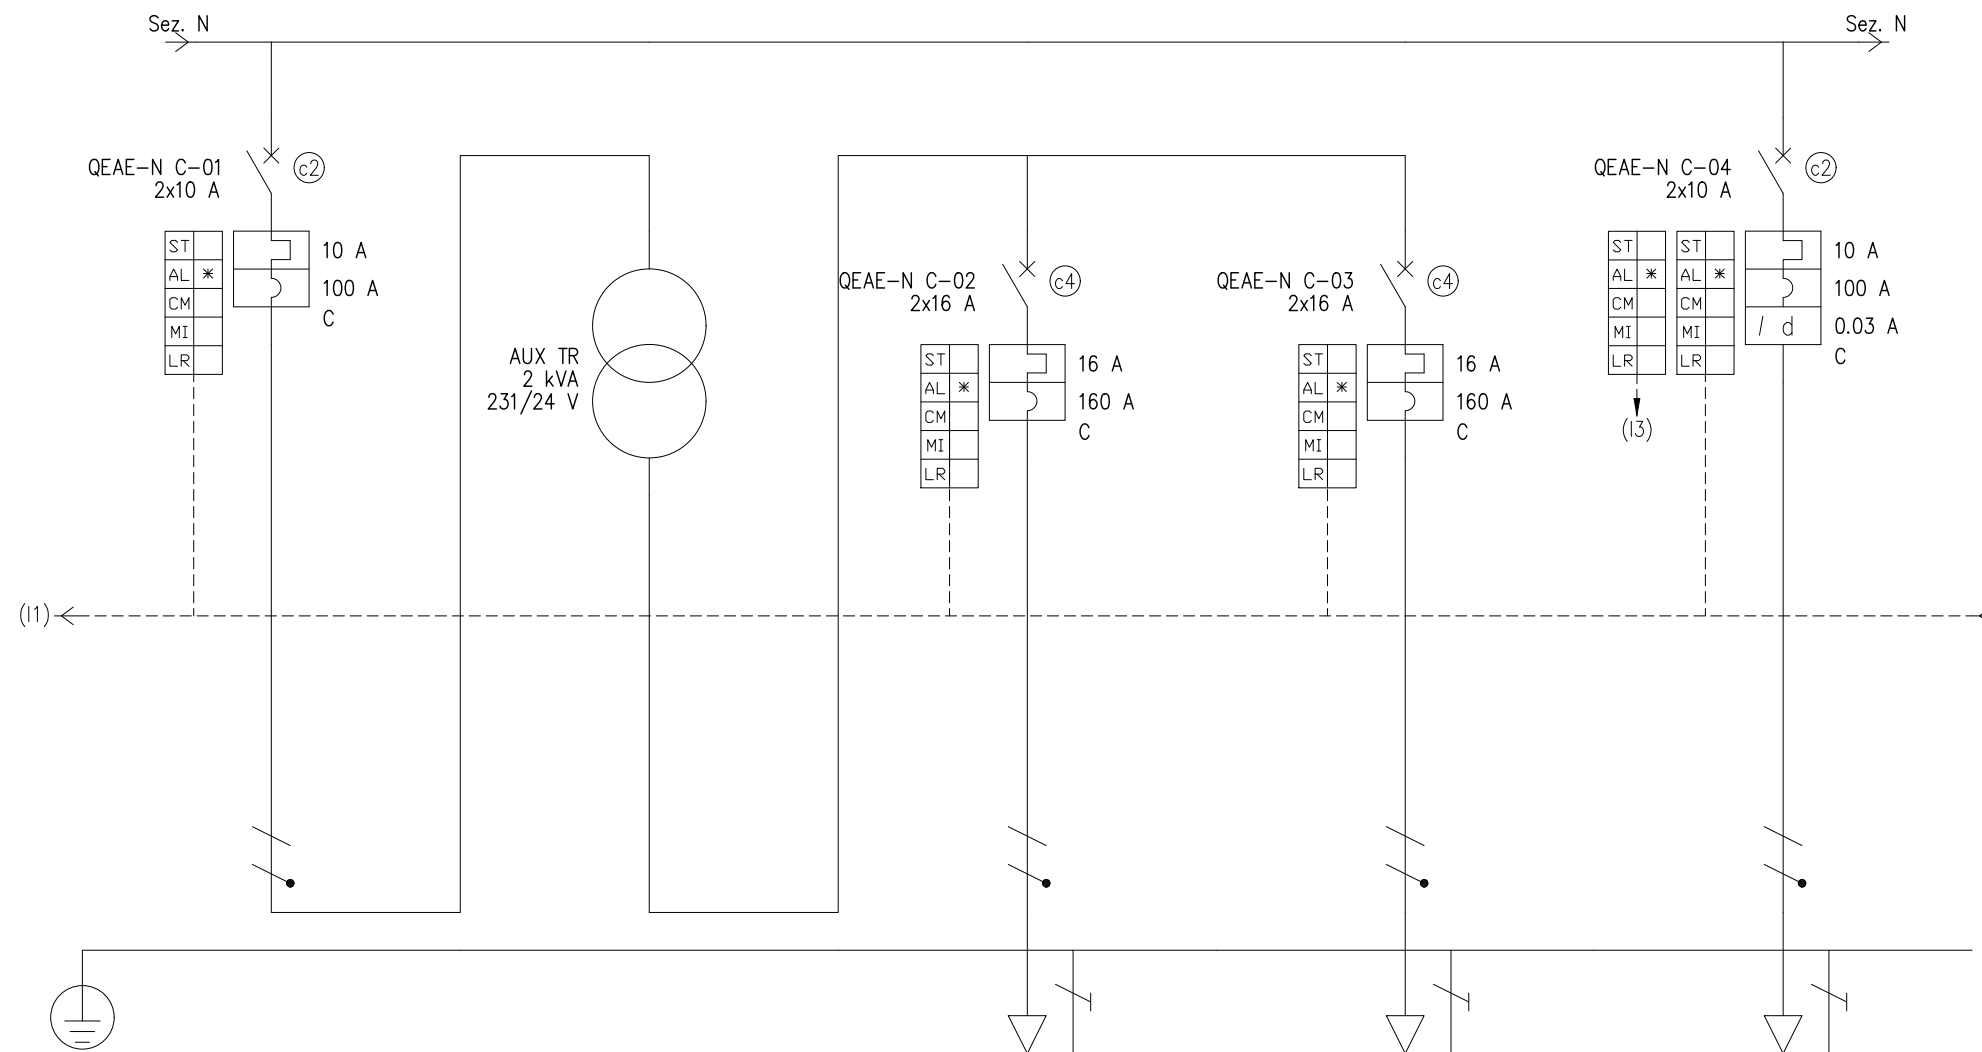 Sez. N
Sez. N
QEAE-N C-01
2x10 A
c2
ST
AL *
CM
MI
LR
10 A
100 A
C
AUX TR
2 kVA
231/24 V
QEAE-N C-02
2x16 A
c4
ST
AL *
CM
MI
LR
16 A
160 A
C
QEAE-N C-03
2x16 A
c4
ST
AL *
CM
MI
LR
16 A
160 A
C
QEAE-N C-04
2x10 A
c2
ST
AL *
CM
MI
LR
(I3)
ST
AL *
CM
MI
LR
10 A
100 A
I d
0.03 A
C
(I1)